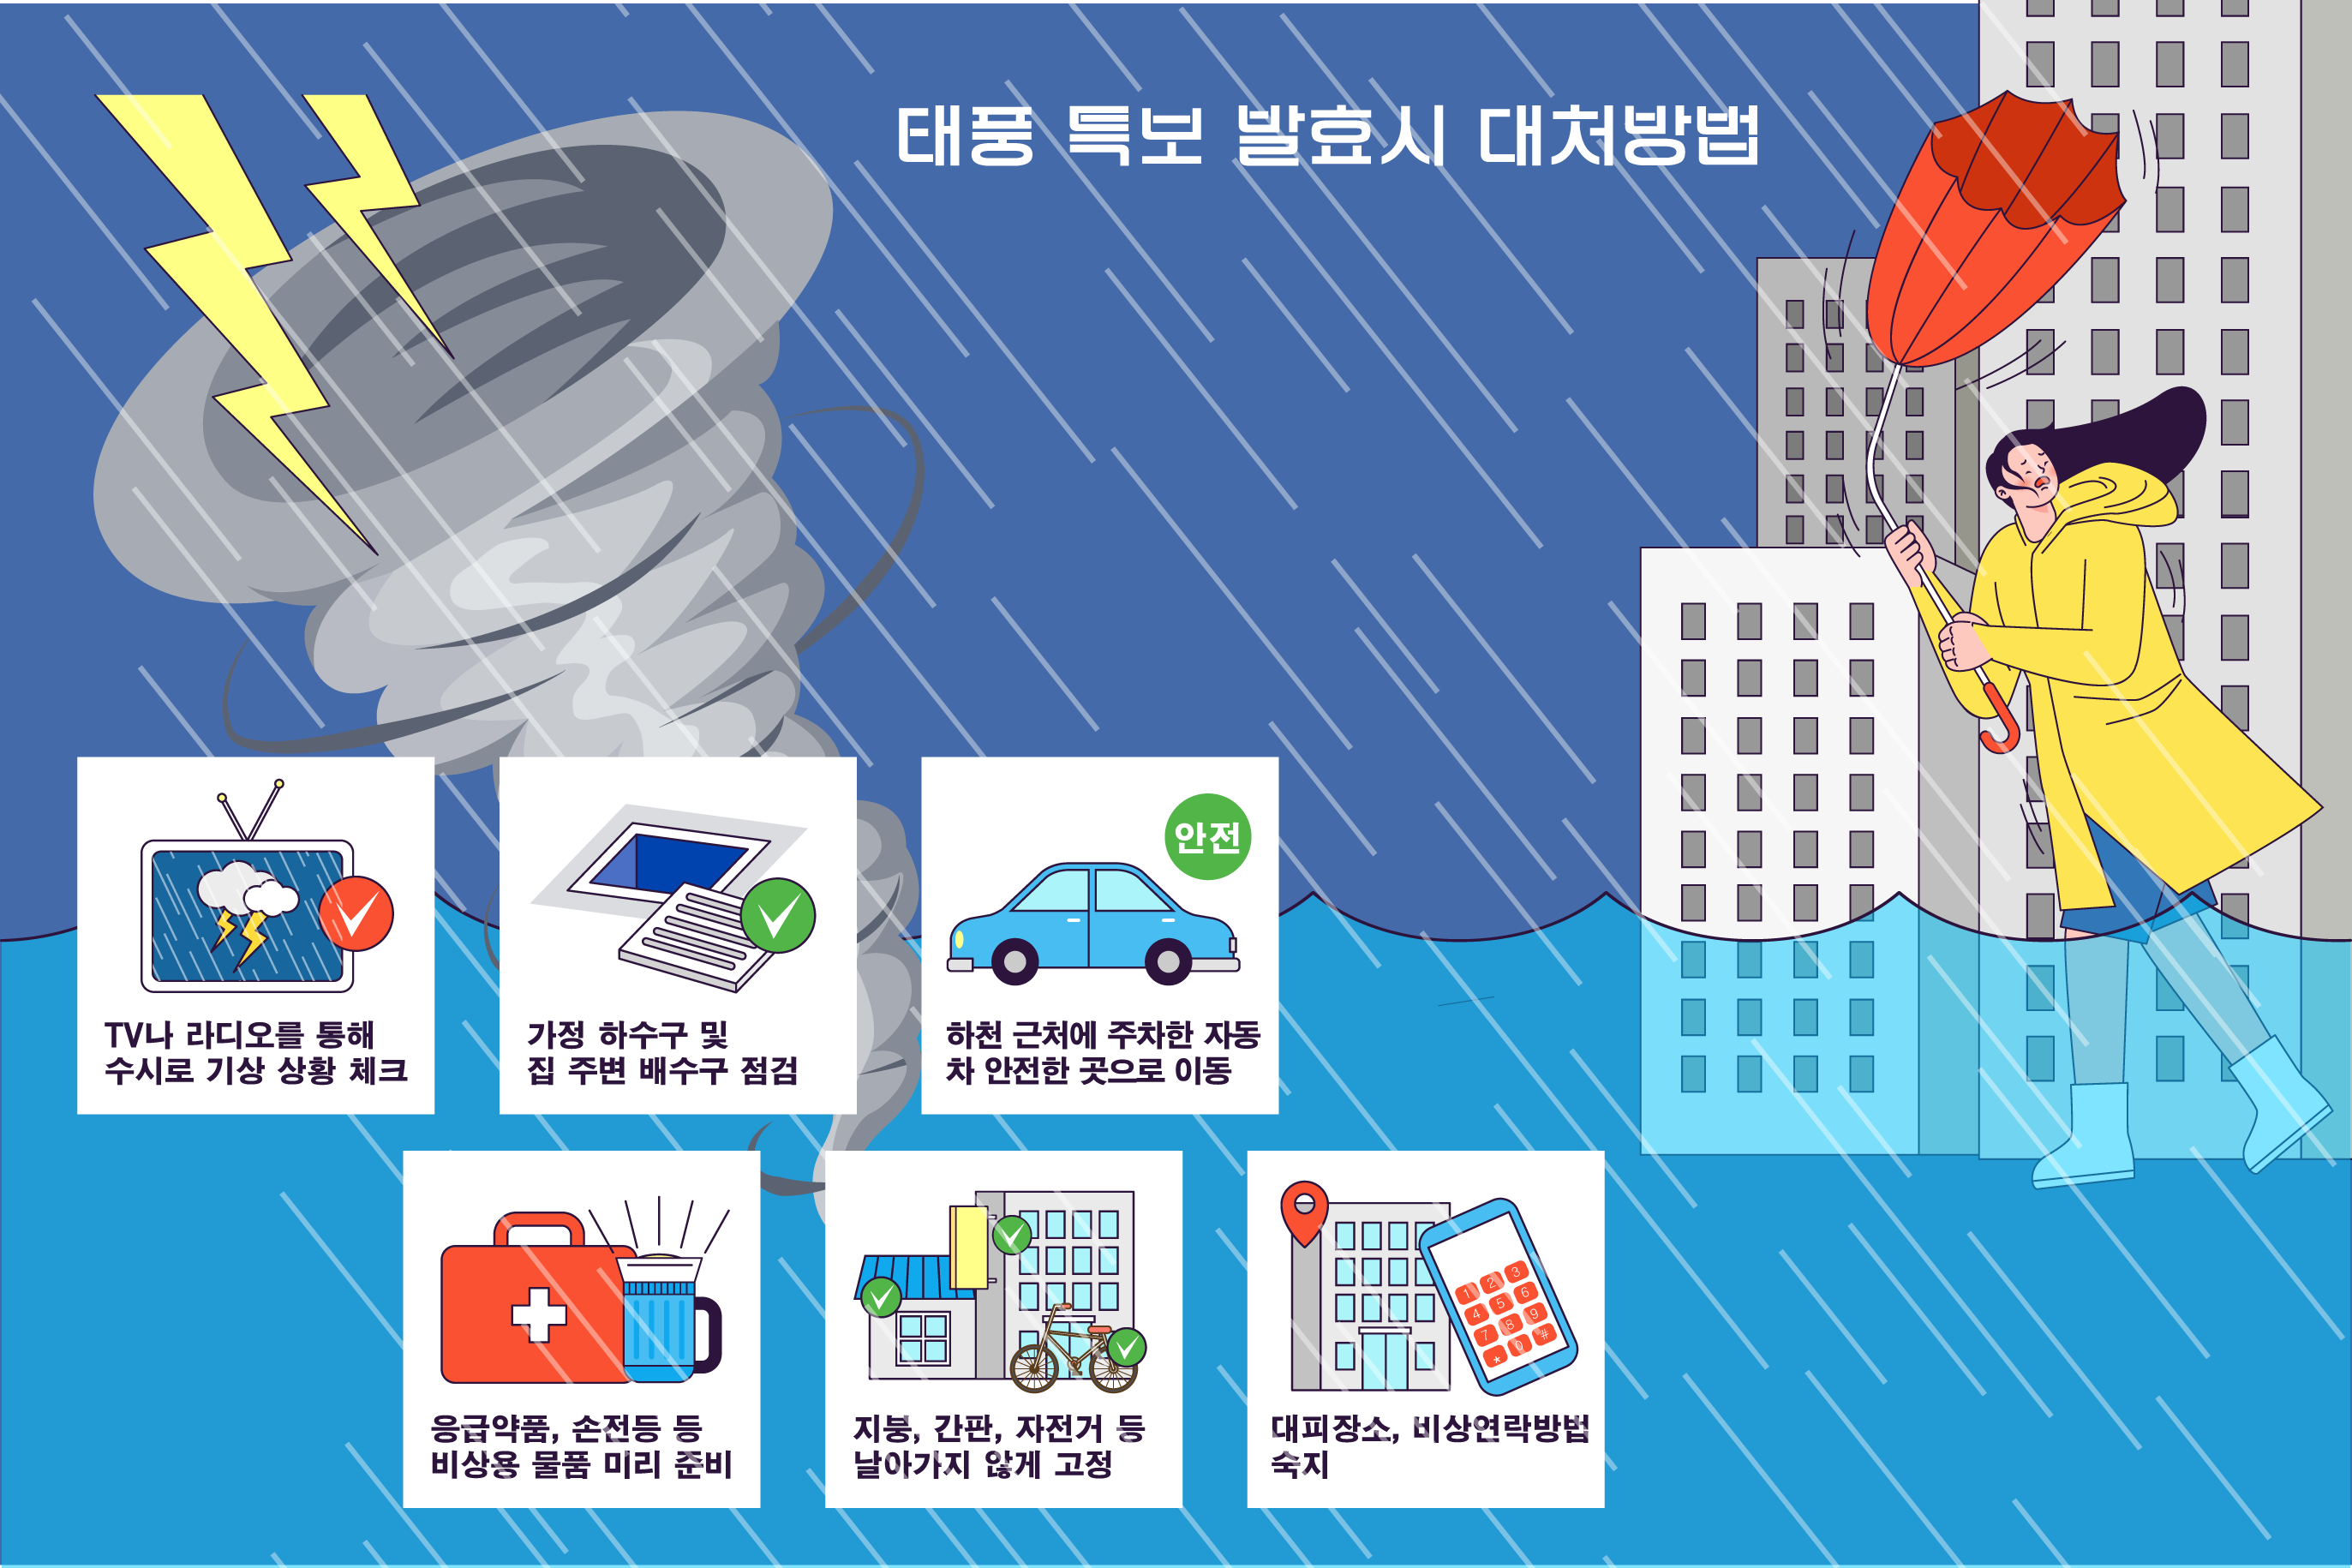 태풍 특보 발효시 대처방법
TV나 라디오를 통해
수시로 기상 상황 체크
가정 하수구 및
집 주변 배수구 점검
안전
하천 근처에 주차한 자동
차 안전한 곳으로 이동
응급약품, 손전등 등
비상용 물품 미리 준비
지붕, 간판, 자전거 등
날아가지 않게 고정
1 2 3
4 5 6
7 8 9
* 0 #
대피장소, 비상연락방법
숙지